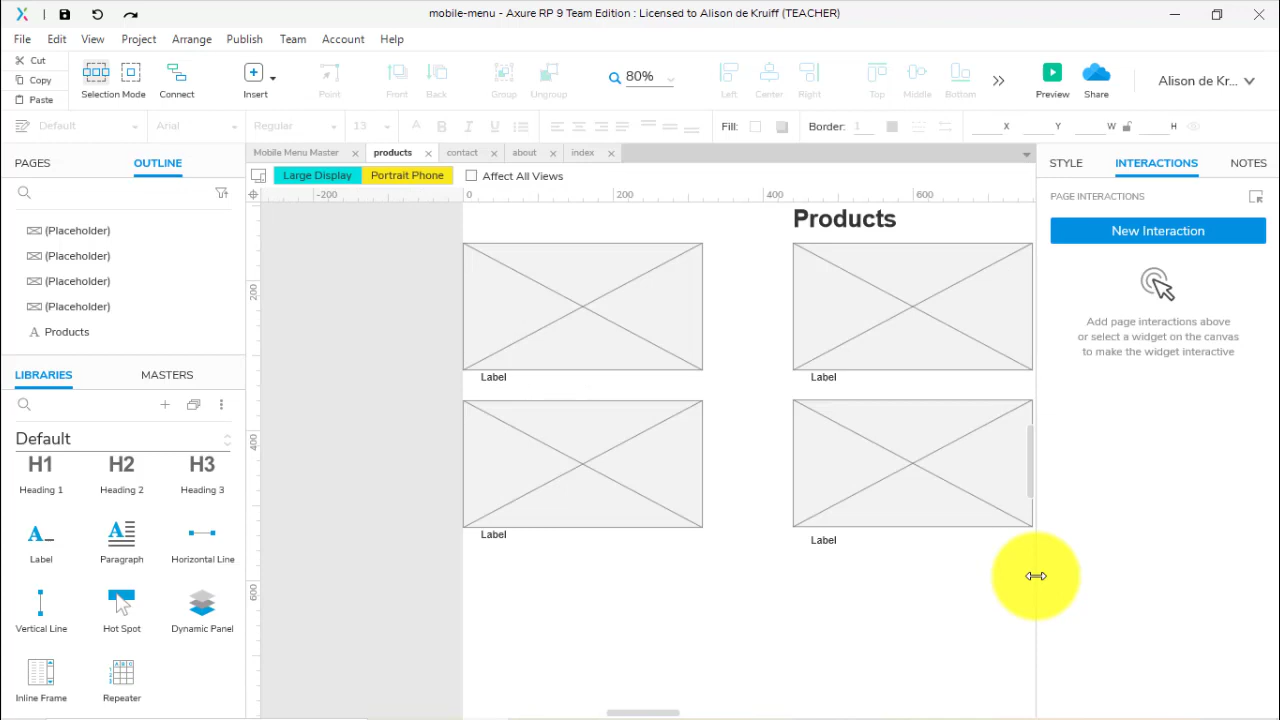 mobile-menu - Axure RP 9 Team Edition : Licensed to Alison de Kruiff (TEACHER)
File Edit View Project Arrange Publish Team Account Help
Cut
Copy
Paste
Selection Mode
Connect
Insert
Point
Front
Back
Group
Ungroup
80%
Left
Center
Right
Top
Middle
Bottom
Preview
Share
Alison de Kr...
Default
Arial
Regular
13
Fill:
Border:
1
X
Y
W
H
Mobile Menu Master
products
contact
about
index
PAGES
OUTLINE
Large Display
Portrait Phone
Affect All Views
STYLE
INTERACTIONS
NOTES
-200
0
200
400
600
PAGE INTERACTIONS
New Interaction
Add page interactions above
or select a widget on the canvas
to make the widget interactive
(Placeholder)
(Placeholder)
(Placeholder)
(Placeholder)
Products
LIBRARIES
MASTERS
Default
H1 H2 H3
Heading 1 Heading 2 Heading 3
Label Paragraph Horizontal Line
Vertical Line Hot Spot Dynamic Panel
Inline Frame Repeater
200
400
600
Products
Label
Label
Label
Label